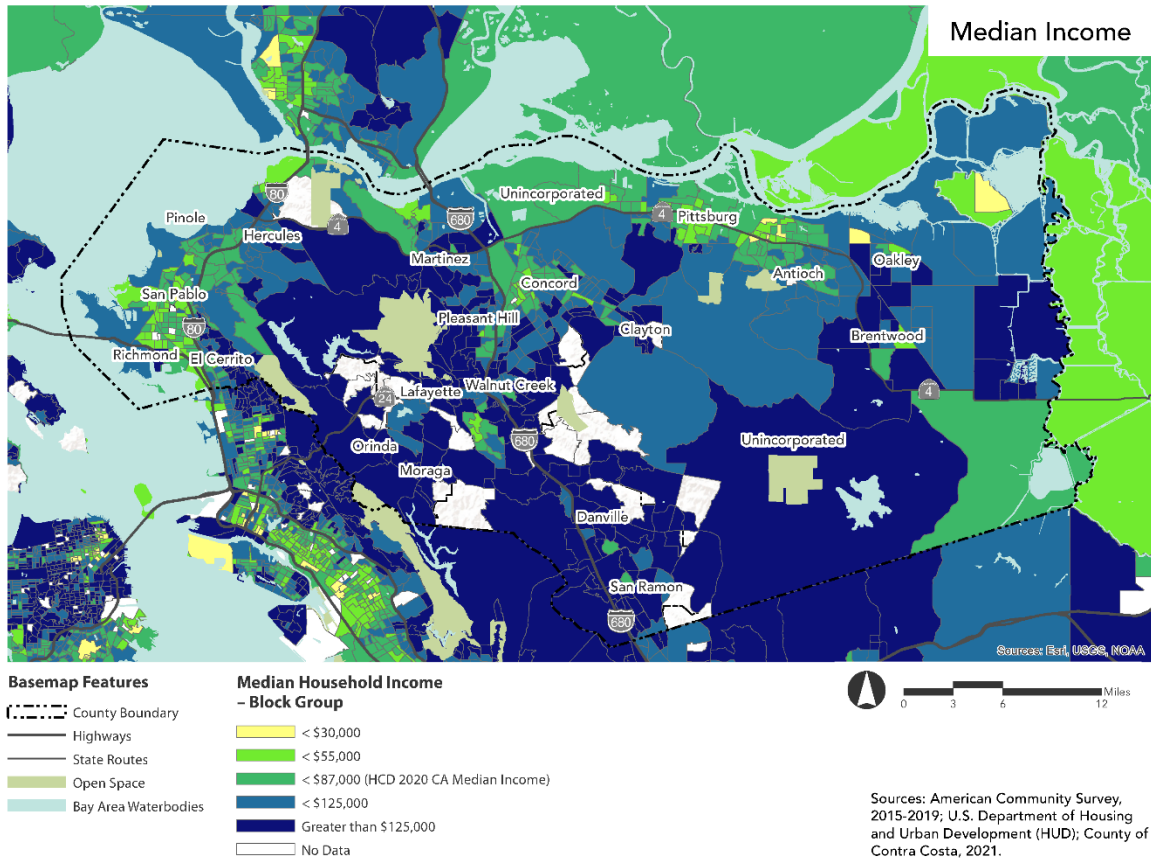 Median Income
80
Unincorporated
Pinole
680
4
Pittsburg
Hercules
4
4
Martinez
Oakley
Antioch
Concord
San Pablo
Pleasant Hill
80
Clayton
Brentwood
Richmond
El Cerrito
Walnut Creek
Lafayette
4
24
Orinda
680
Unincorporated
Moraga
Danville
San Ramon
680
Sources: Esri, USGS, NOAA
Basemap Features
County Boundary
Highways
State Routes
Open Space
Bay Area Waterbodies
Median Household Income
– Block Group
< $30,000
< $55,000
< $87,000 (HCD 2020 CA Median Income)
< $125,000
Greater than $125,000
No Data
Miles
0 3 6 12
Sources: American Community Survey,
2015-2019; U.S. Department of Housing
and Urban Development (HUD); County of
Contra Costa, 2021.